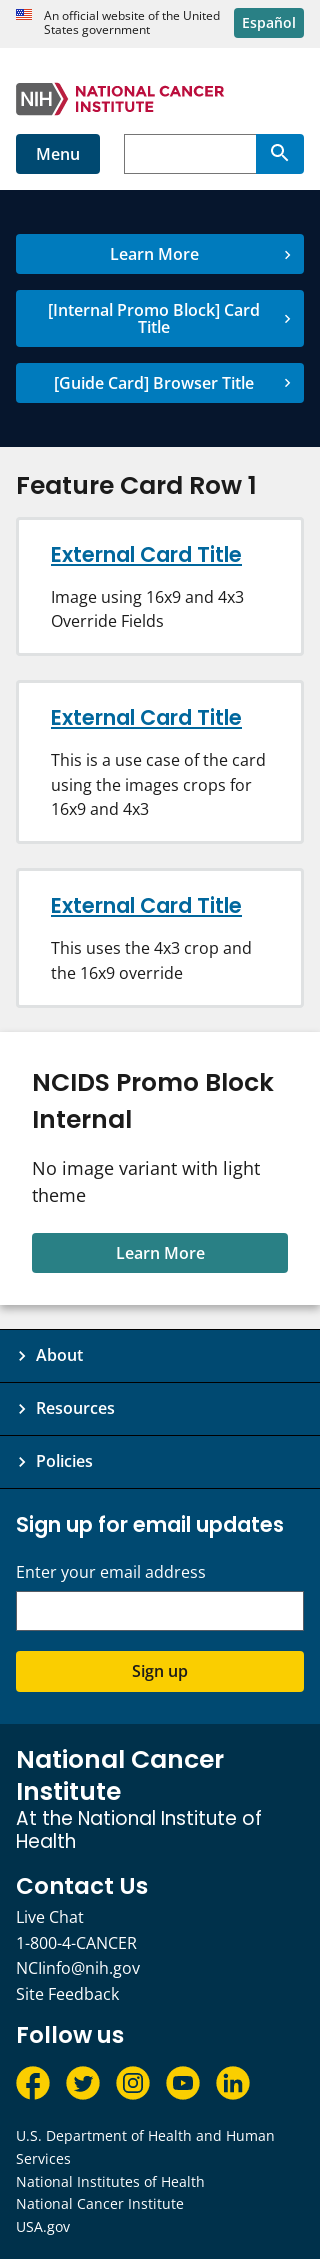 An official website of the United
States government
Español
NIH NATIONAL CANCER
INSTITUTE
Menu
Learn More
[Internal Promo Block] Card
Title
[Guide Card] Browser Title
Feature Card Row 1
External Card Title
Image using 16x9 and 4x3
Override Fields
External Card Title
This is a use case of the card
using the images crops for
16x9 and 4x3
External Card Title
This uses the 4x3 crop and
the 16x9 override
NCIDS Promo Block
Internal
No image variant with light
theme
Learn More
About
Resources
Policies
Sign up for email updates
Enter your email address
Sign up
National Cancer
Institute
At the National Institute of
Health
Contact Us
Live Chat
1-800-4-CANCER
NCIinfo@nih.gov
Site Feedback
Follow us
U.S. Department of Health and Human
Services
National Institutes of Health
National Cancer Institute
USA.gov